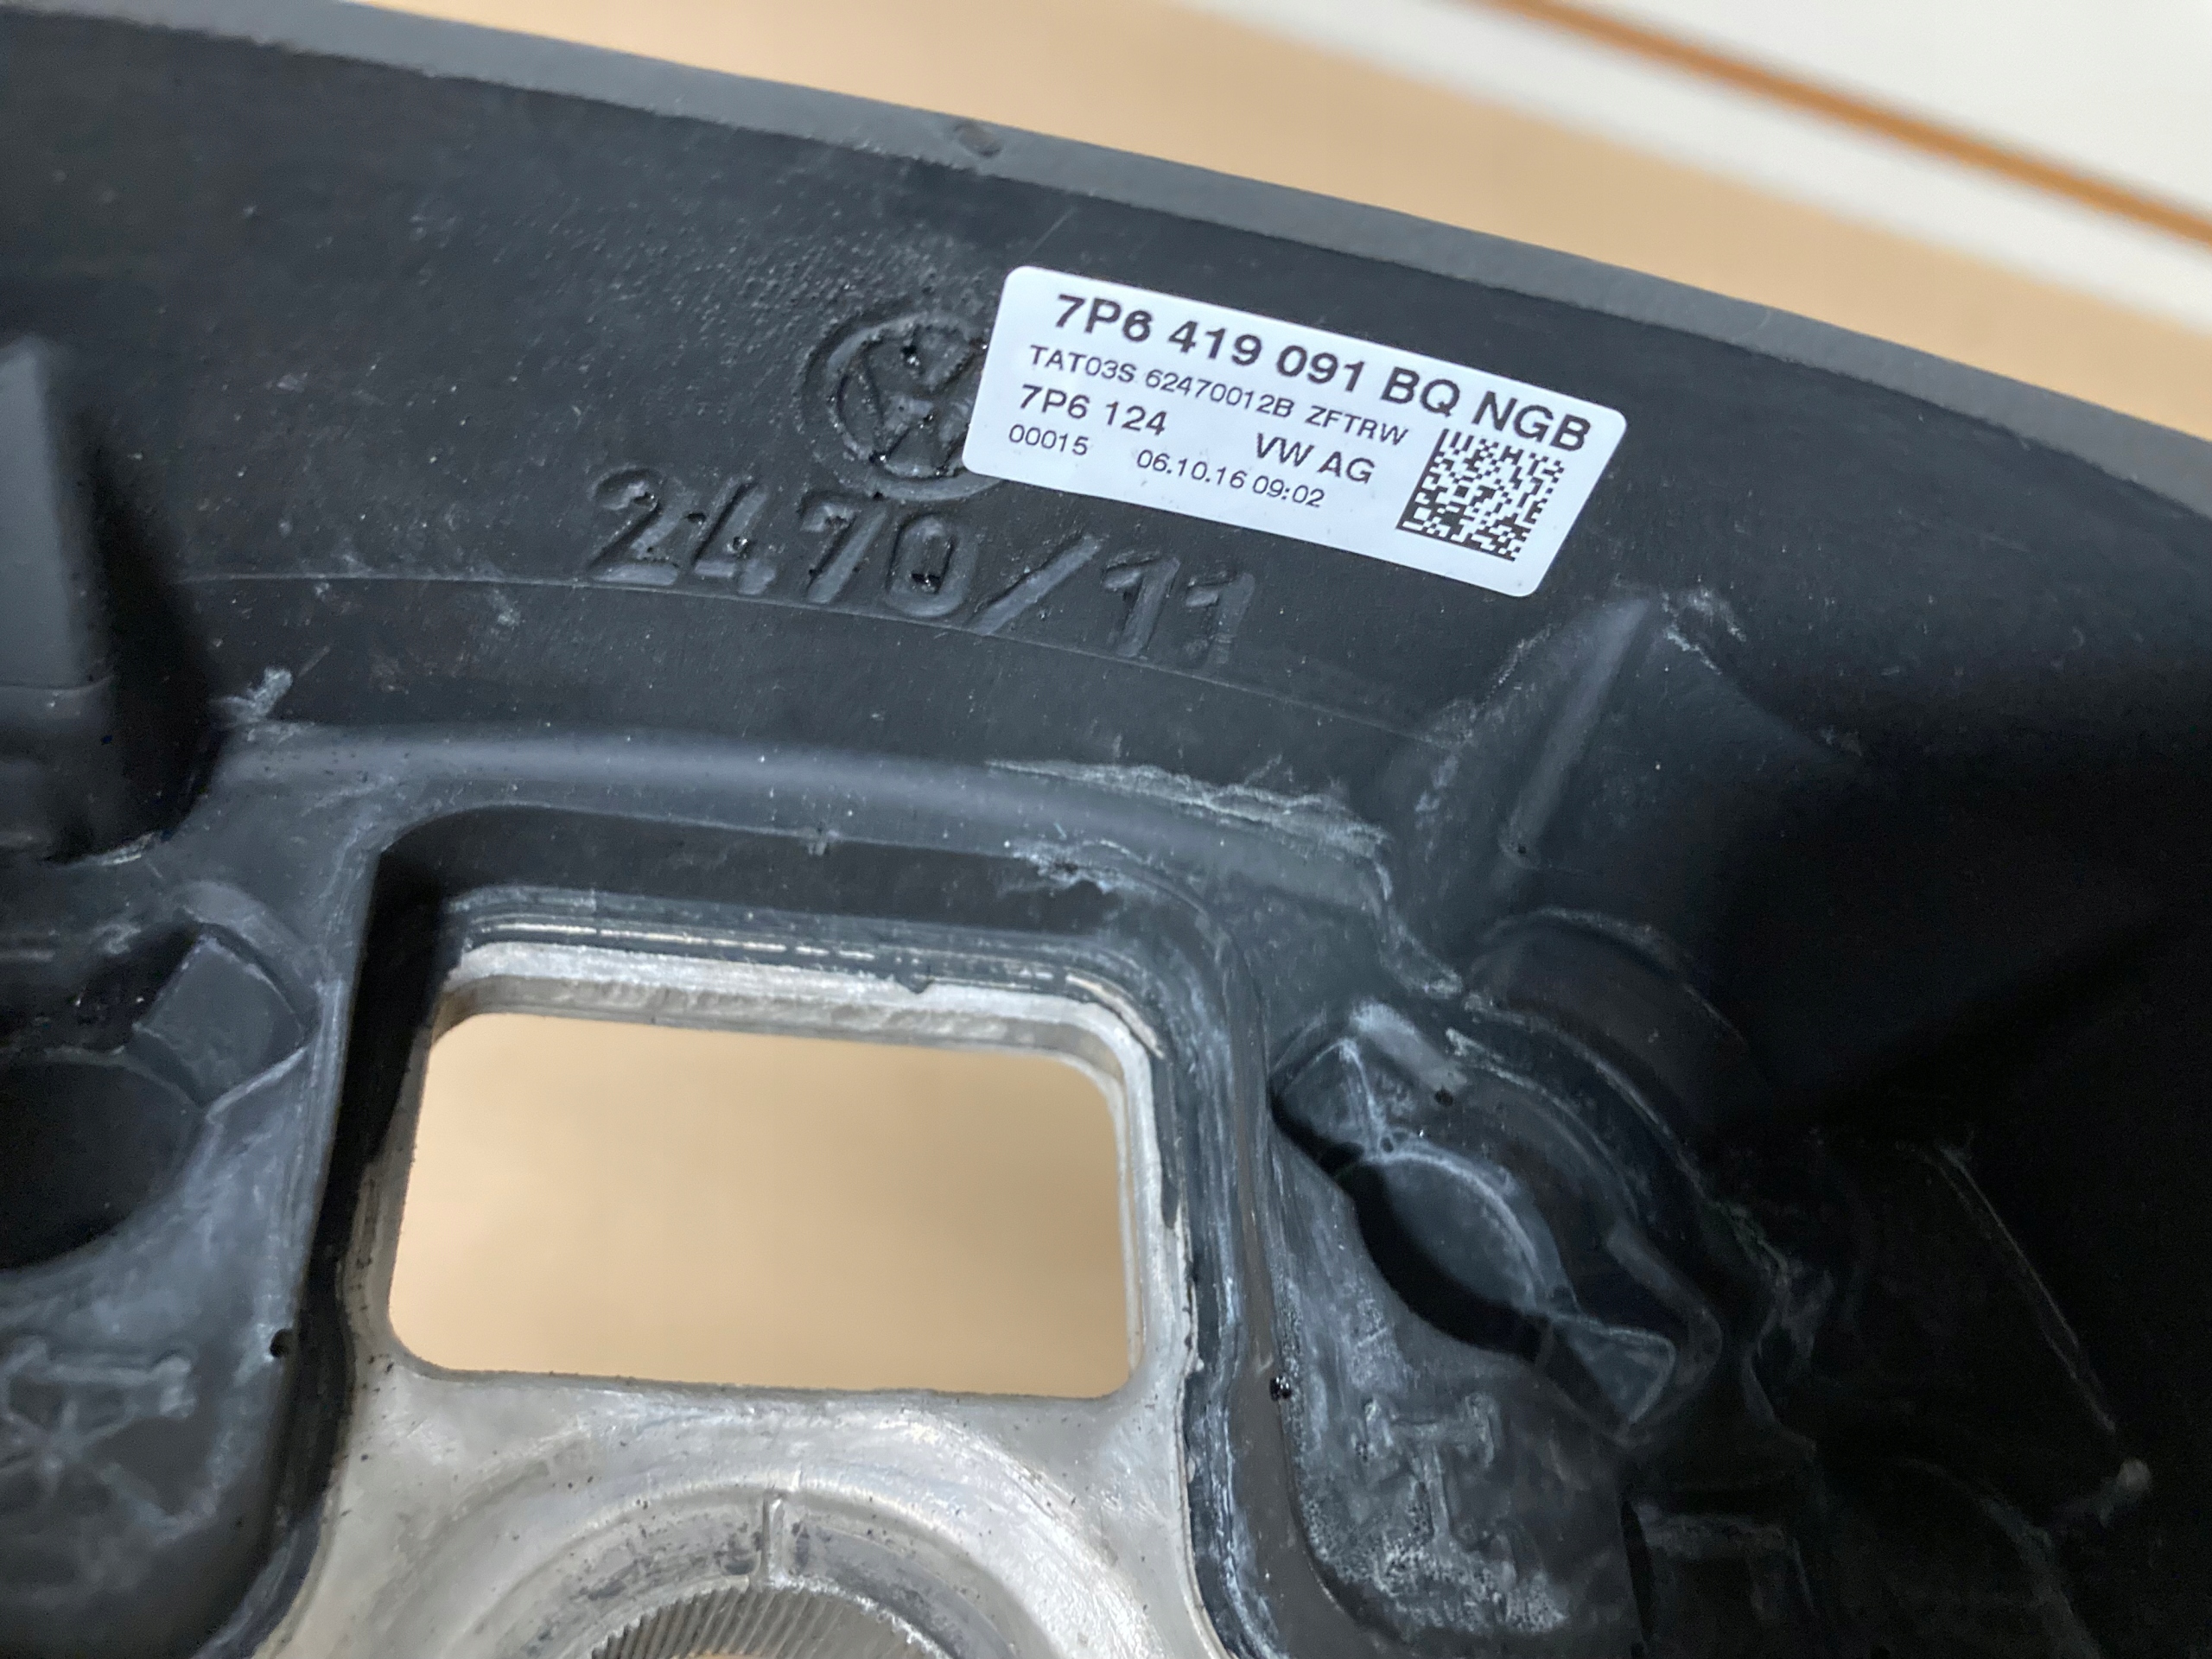 7P6 419 091 BQ NGB
TAT03S 62470012B ZFTRW
7P6 124 VW AG
00015 06.10.16 09:02
2470/11